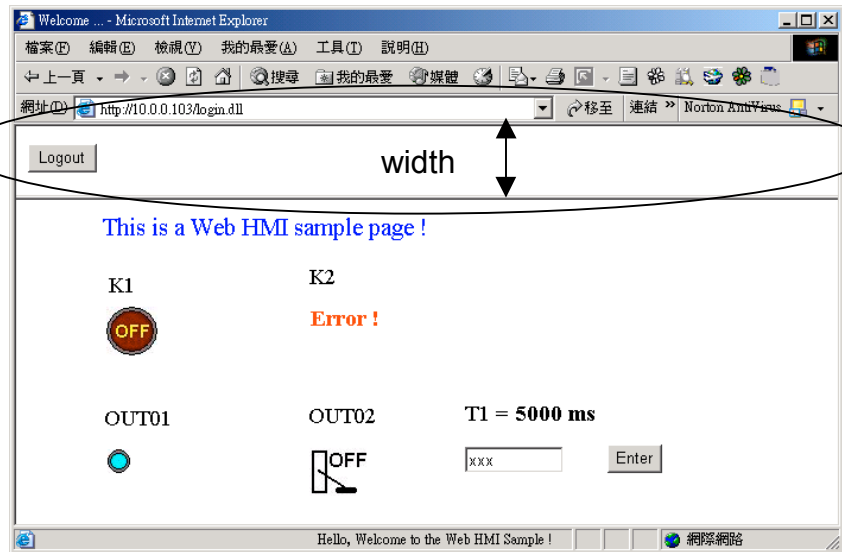 Welcome ... - Microsoft Internet Explorer
檔案(F) 編輯(E) 檢視(V) 我的最愛(A) 工具(T) 說明(H)
上一頁 搜尋 我的最愛 媒體
網址(D) http://10.0.0.103/login.dll 移至 連結 » Norton AntiVirus
Logout width
This is a Web HMI sample page !
K1 K2
OFF Error !
OUT01 OUT02 T1 = 5000 ms
OFF xxx Enter
Hello, Welcome to the Web HMI Sample ! 網際網路